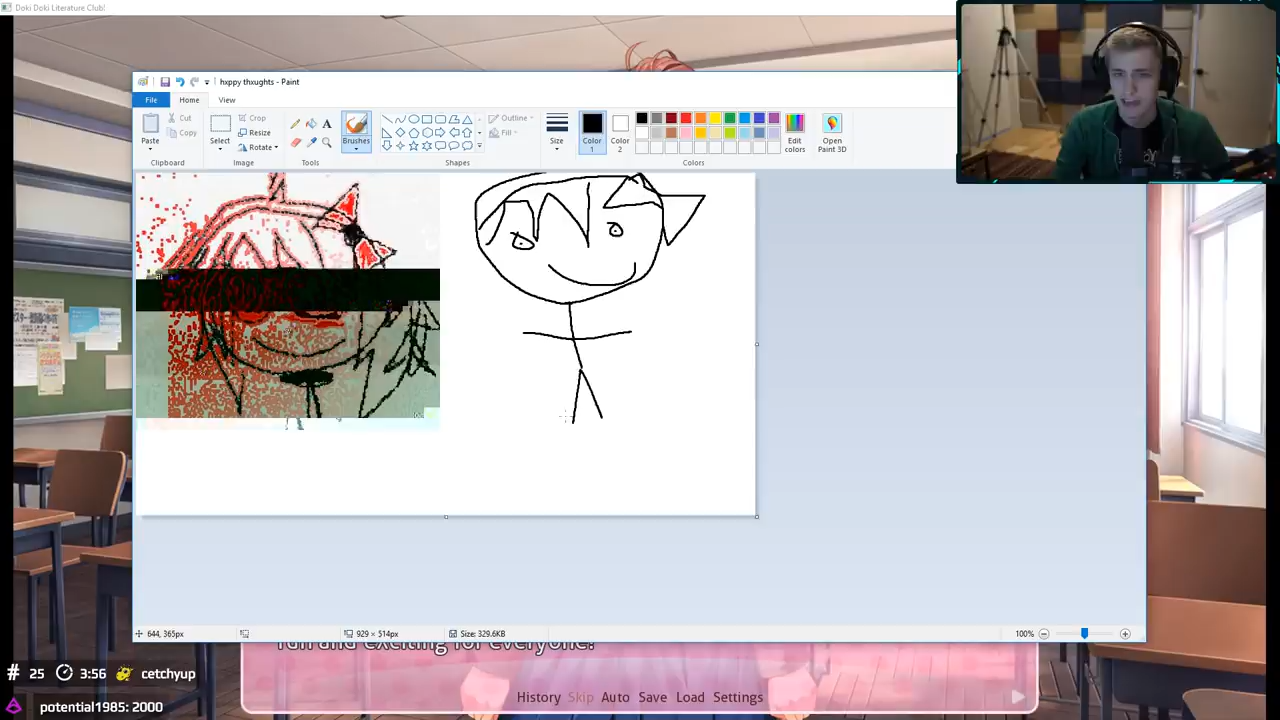 Doki Doki Literature Club!
hxppy thxughts - Paint
File Home View
Paste
Cut
Copy
Clipboard
Select
Crop
Resize
Rotate
Image
A
Tools
Brushes
Outline
Fill
Shapes
Size
Color
1
Color
2
Edit
colors
Colors
Open
Paint 3D
644, 365px
929 × 514px
Size: 329.6KB
100%
fun and exciting for everyone!
History Skip Auto Save Load Settings
# 25 3:56 cetchyup
potential1985: 2000